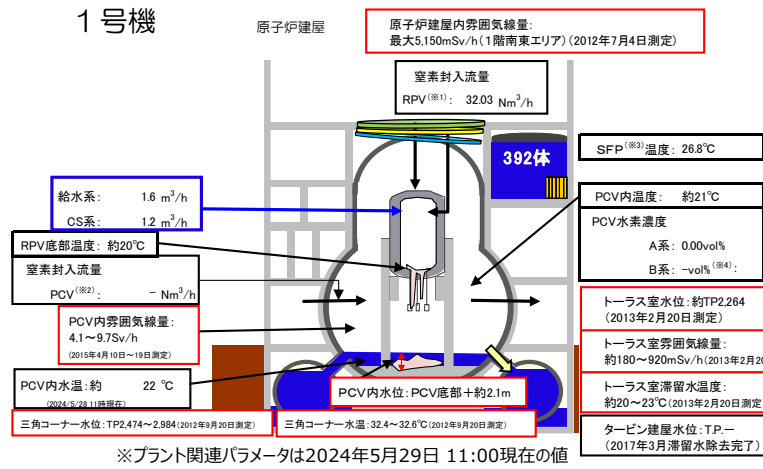 1号機
原子炉建屋
原子炉建屋内雰囲気線量:
最大5,150mSv/h(1階南東エリア)(2012年7月4日測定)
窒素封入流量
RPV(※1): 32.03 Nm³/h
392体
SFP(※3)温度: 26.8℃
給水系: 1.6 m³/h
CS系: 1.2 m³/h
PCV内温度: 約21℃
PCV水素濃度
A系: 0.00vol%
B系: -vol%(※4):
RPV底部温度: 約20℃
窒素封入流量
PCV(※2): - Nm³/h
PCV内雰囲気線量:
4.1~9.7Sv/h
(2015年4月10日~19日測定)
トーラス室水位:約TP2,264
(2013年2月20日測定)
トーラス室雰囲気線量:
約180~920mSv/h(2013年2月20
トーラス室滞留水温度:
約20~23℃(2013年2月20日測定
PCV内水温:約 22 ℃
(2024/5/28 11時現在)
PCV内水位:PCV底部+約2.1m
三角コーナー水位:TP2,474~2,984(2012年9月20日測定)
三角コーナー水温:32.4~32.6℃(2012年9月20日測定)
タービン建屋水位:T.P.-
(2017年3月滞留水除去完了)
※プラント関連パラメータは2024年5月29日 11:00現在の値